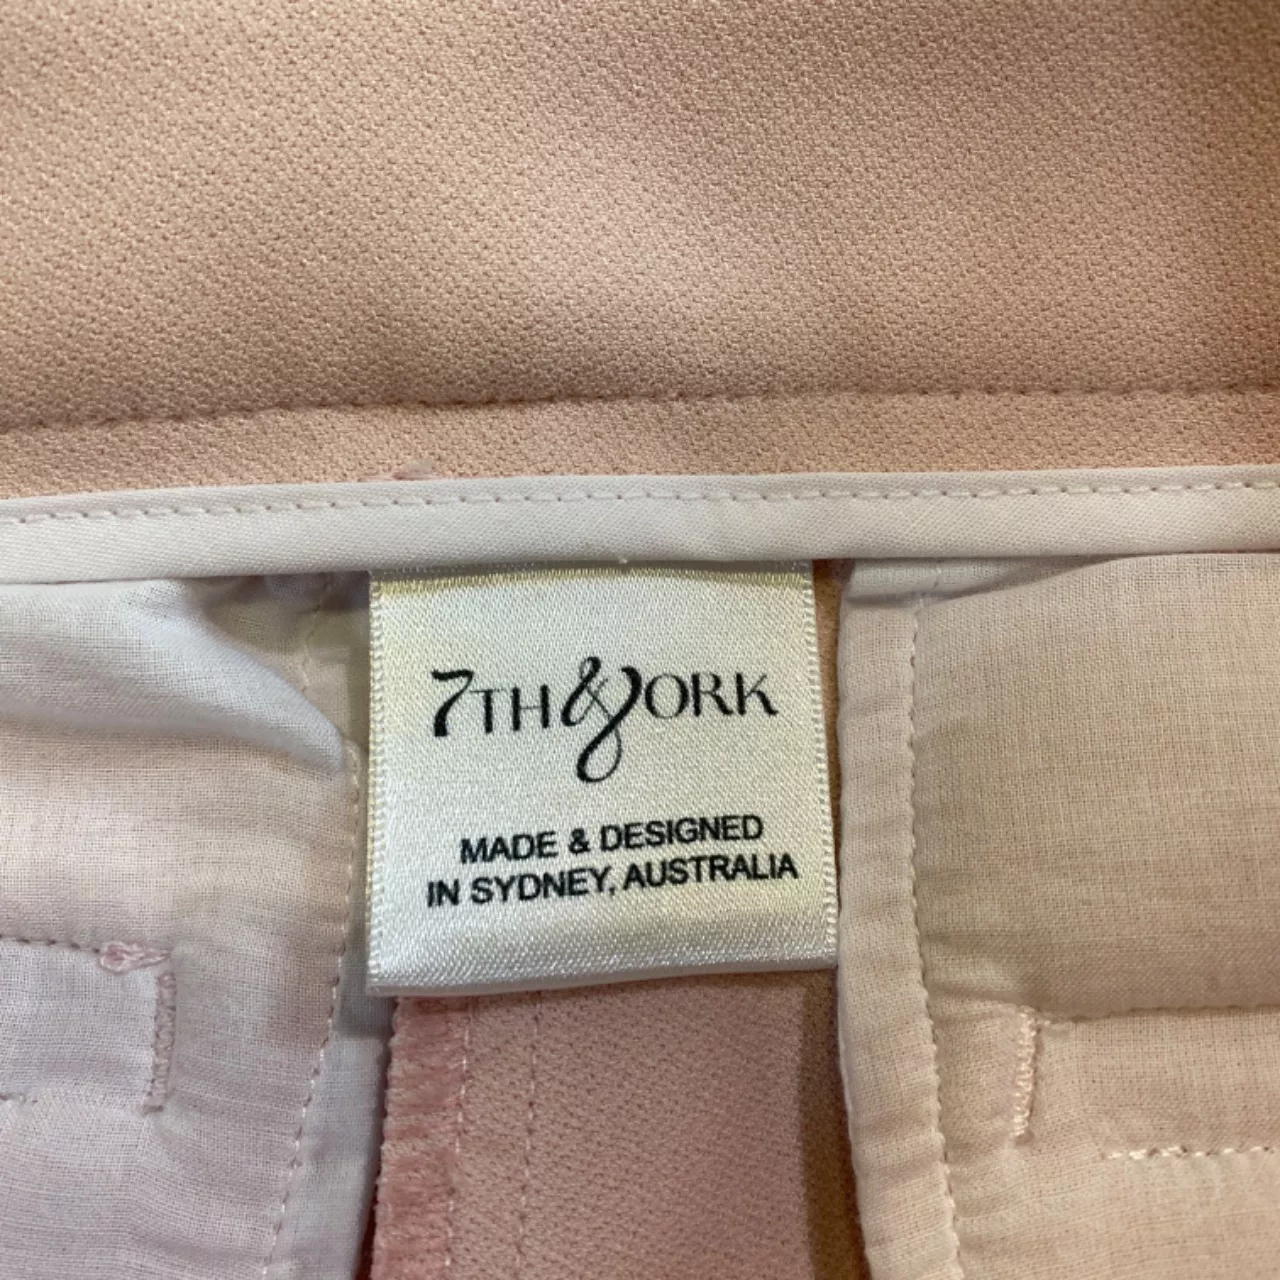 7TH & YORK
MADE & DESIGNED
IN SYDNEY, AUSTRALIA